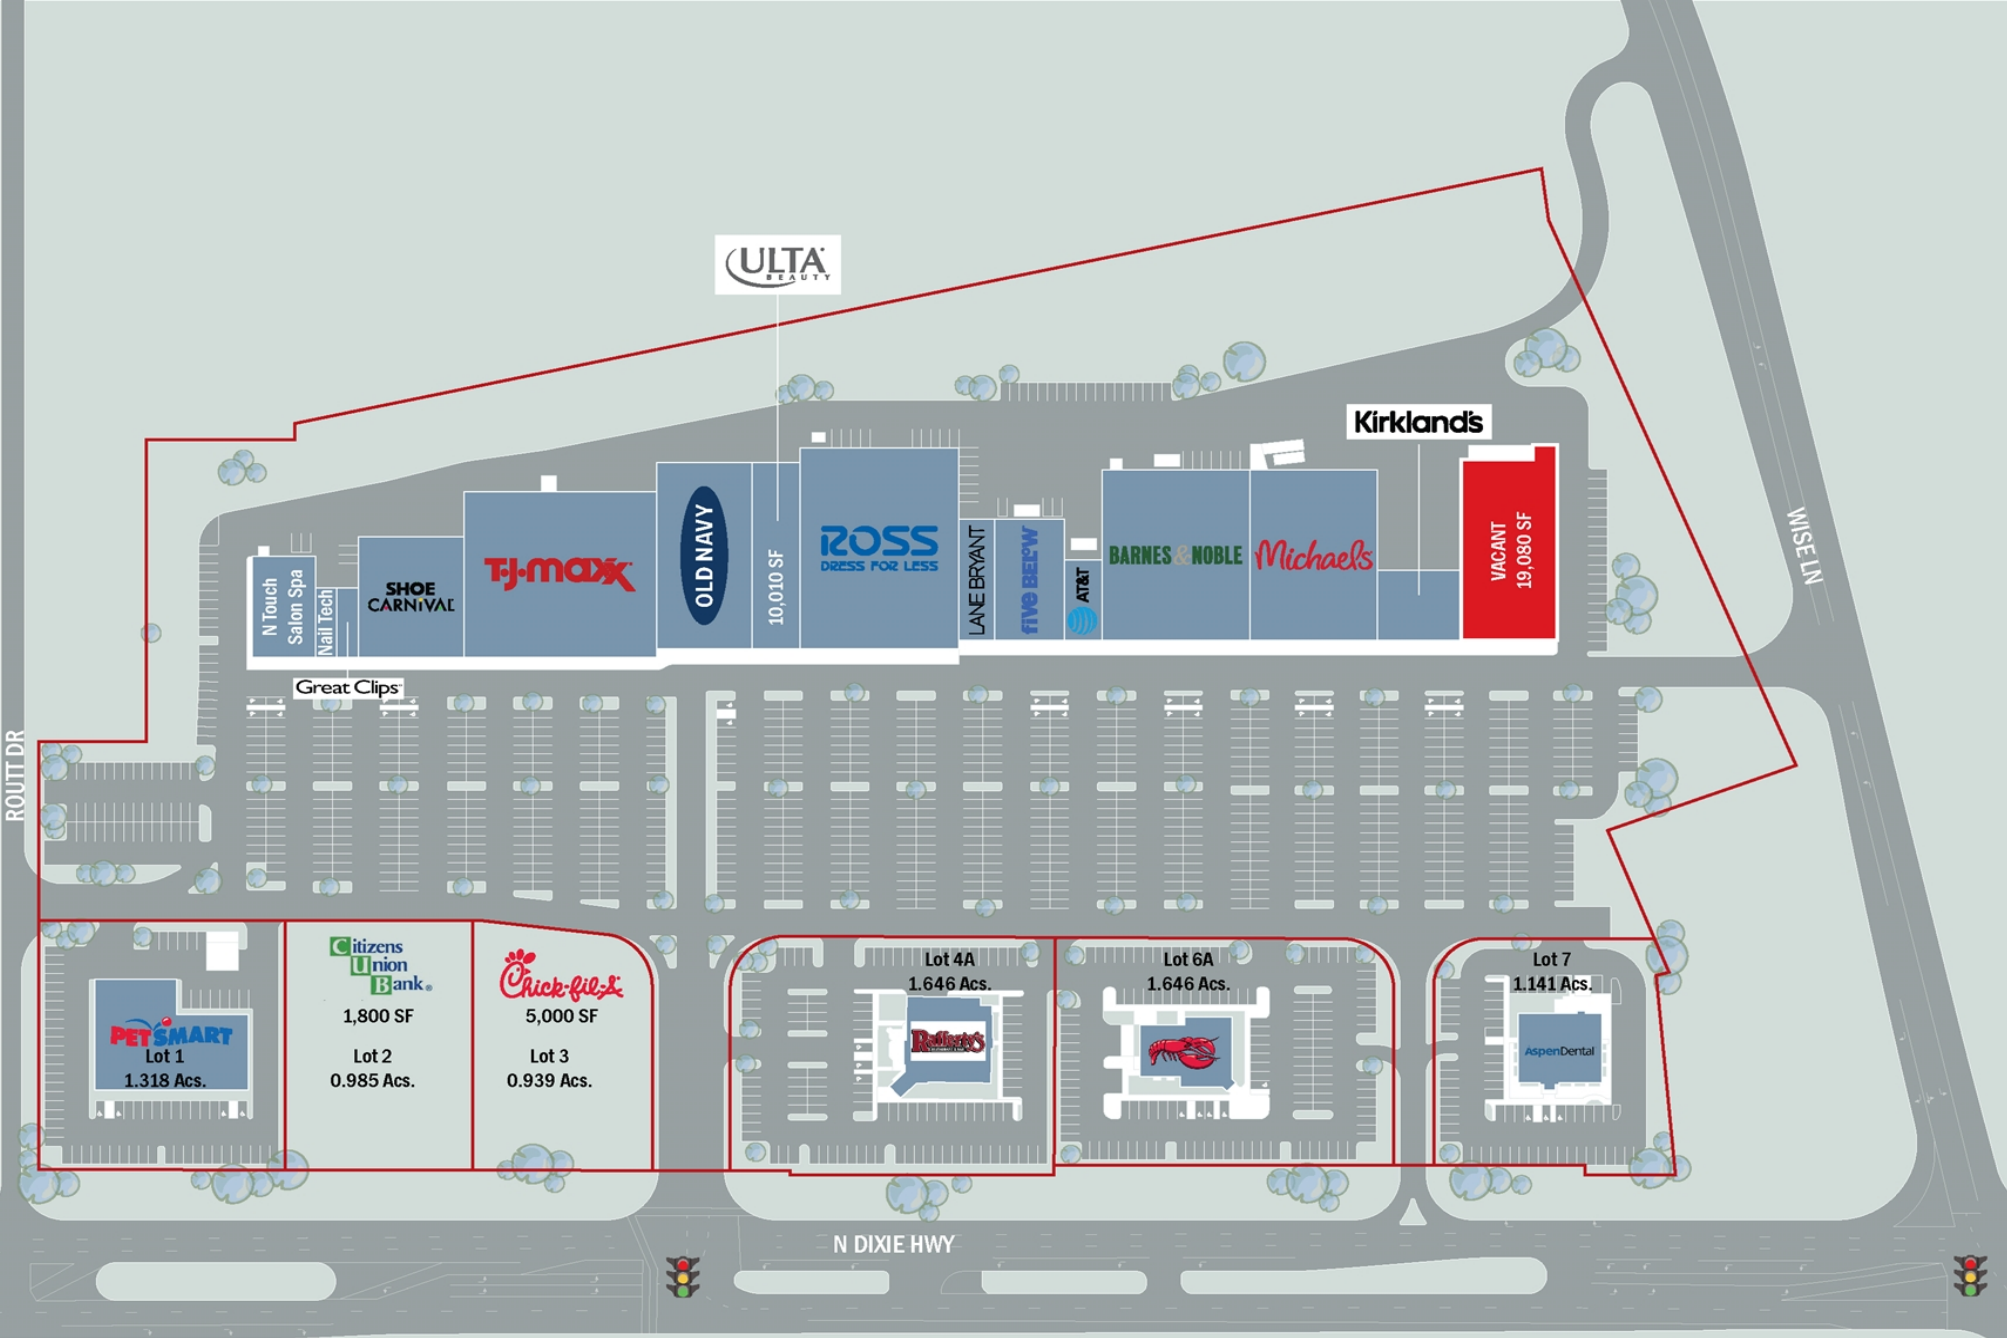 ULTA
BEAUTY
Kirkland's
N Touch
Salon Spa
Nail Tech
Great Clips
SHOE
CARNIVAL
T·J·maxx
OLD NAVY
10,010 SF
ROSS
DRESS FOR LESS
LANE BRYANT
five BEL°W
AT&T
BARNES & NOBLE
Michaels
VACANT
19,080 SF
WISE LN
ROUTT DR
PETSMART
Lot 1
1.318 Acs.
Citizens
Union
Bank®
1,800 SF
Lot 2
0.985 Acs.
Chick-fil-A
5,000 SF
Lot 3
0.939 Acs.
Lot 4A
1.646 Acs.
Rafferty's
Lot 6A
1.646 Acs.
Lot 7
1.141 Acs.
AspenDental
N DIXIE HWY